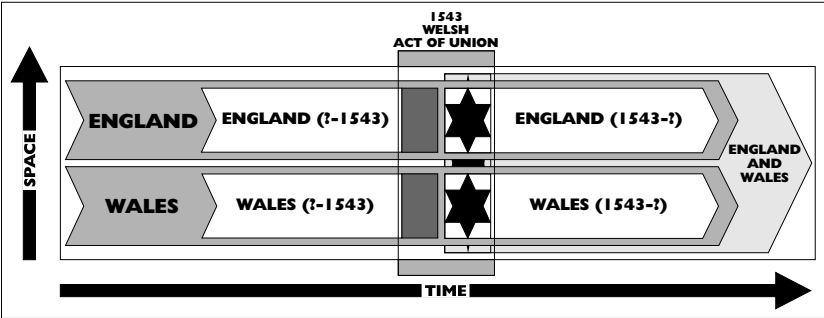 1543
WELSH
ACT OF UNION
SPACE
ENGLAND
ENGLAND (?-1543)
ENGLAND (1543-?)
ENGLAND
AND
WALES
WALES
WALES (?-1543)
WALES (1543-?)
TIME